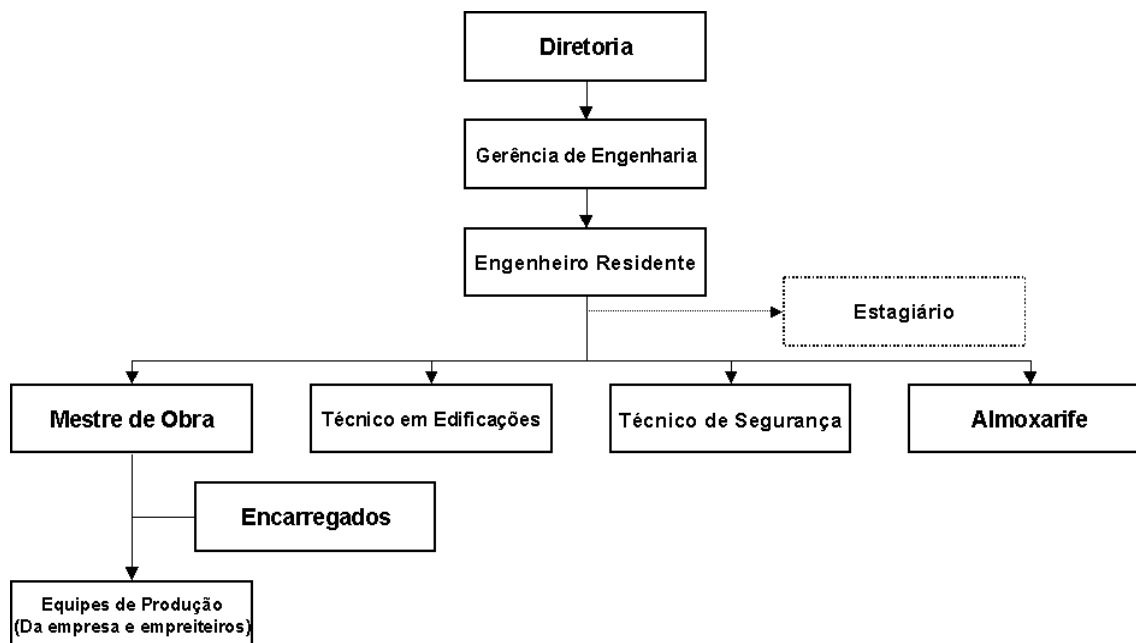 Diretoria
Gerência de Engenharia
Engenheiro Residente
Estagiário
Mestre de Obra
Técnico em Edificações
Técnico de Segurança
Almoxarife
Encarregados
Equipes de Produção
(Da empresa e empreiteiros)